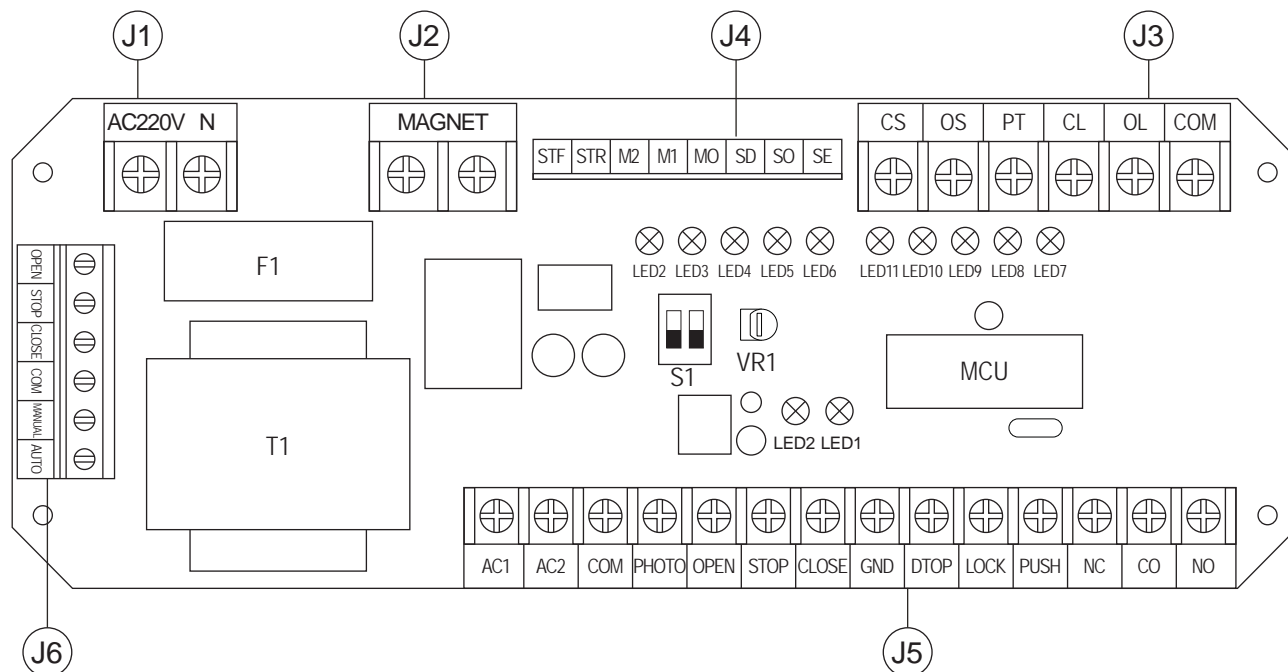 J1 J2 J4 J3
AC220V N
MAGNET
STF STR M2 M1 MO SD SO SE
CS OS PT CL OL COM
LED2 LED3 LED4 LED5 LED6 LED11 LED10 LED9 LED8 LED7
OPEN
STOP
CLOSE
COM
MANUAL
AUTO
F1
T1
S1
VR1
MCU
LED2 LED1
AC1 AC2 COM PHOTO OPEN STOP CLOSE GND DTOP LOCK PUSH NC CO NO
J6 J5